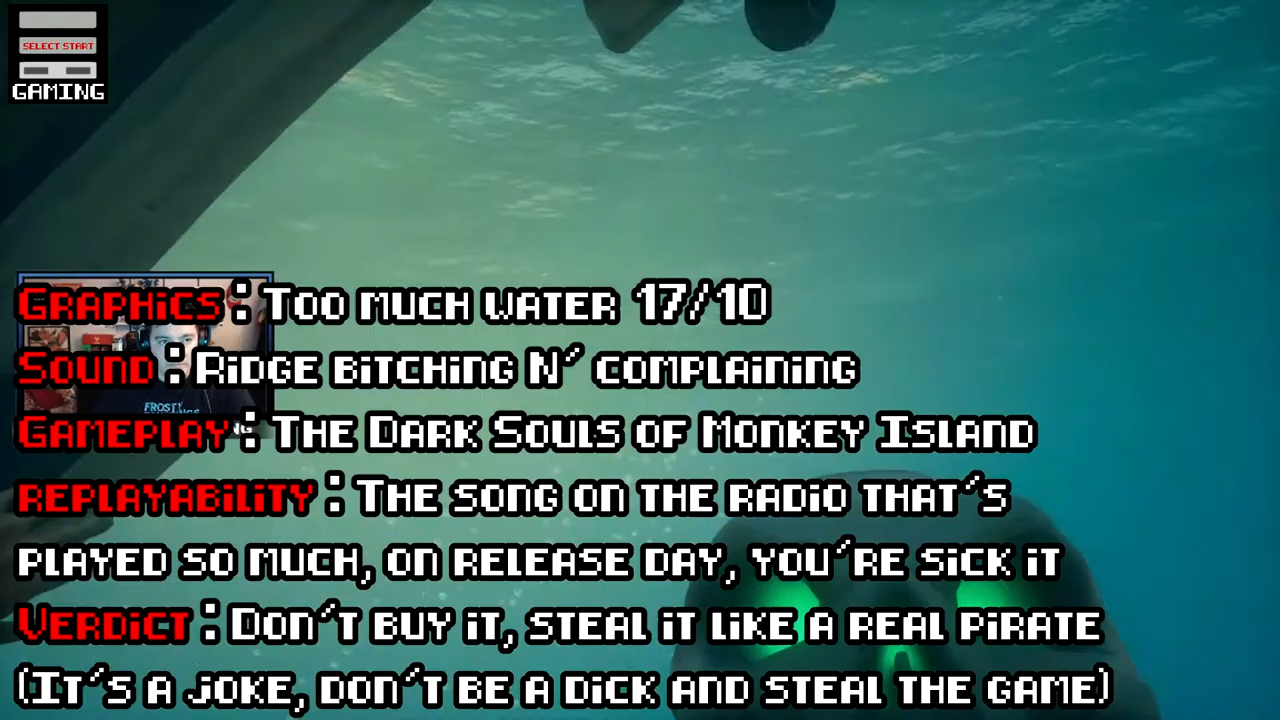 SELECT START
GAMING
Graphics : Too much water 17/10
Sound : Ridge bitching N' complaining
FROSTY
Gameplay : The Dark Souls of Monkey Island
replayability : The song on the radio that's
played so much, on release day, you're sick it
Verdict : Don't buy it, steal it like a real pirate
(It's a joke, don't be a dick and steal the game)